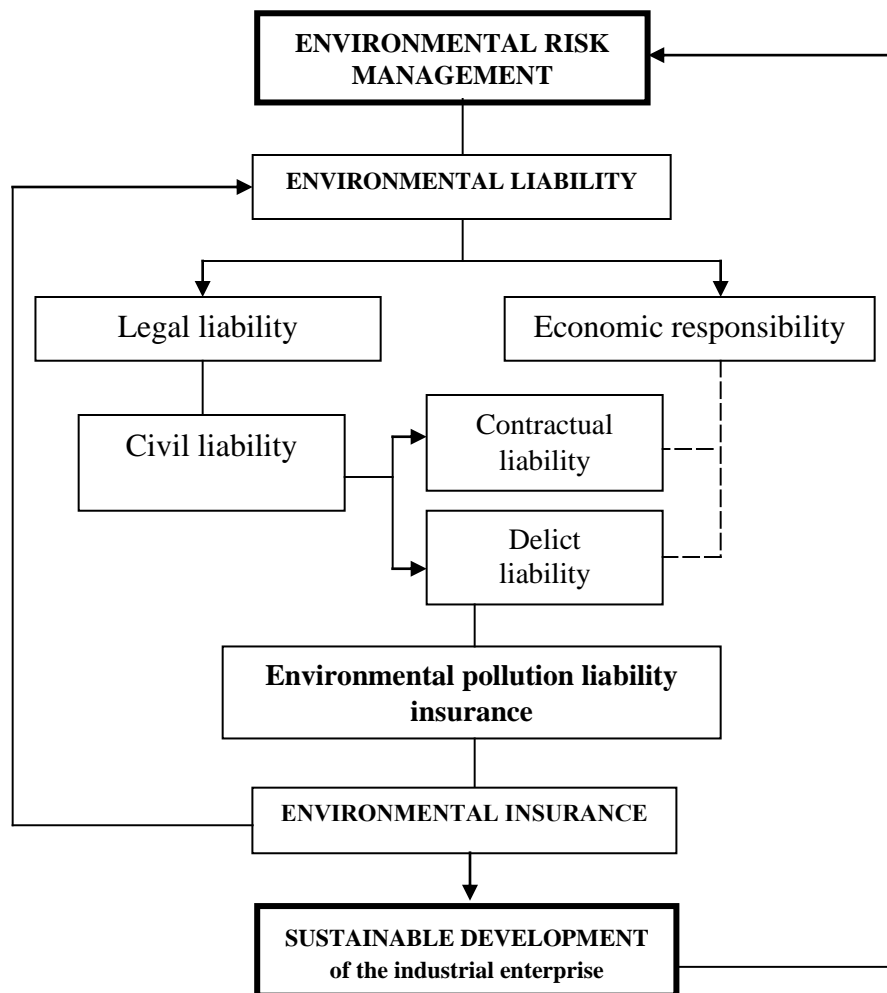 ENVIRONMENTAL RISK
MANAGEMENT
ENVIRONMENTAL LIABILITY
Legal liability
Economic responsibility
Civil liability
Contractual
liability
Delict
liability
Environmental pollution liability
insurance
ENVIRONMENTAL INSURANCE
SUSTAINABLE DEVELOPMENT
of the industrial enterprise